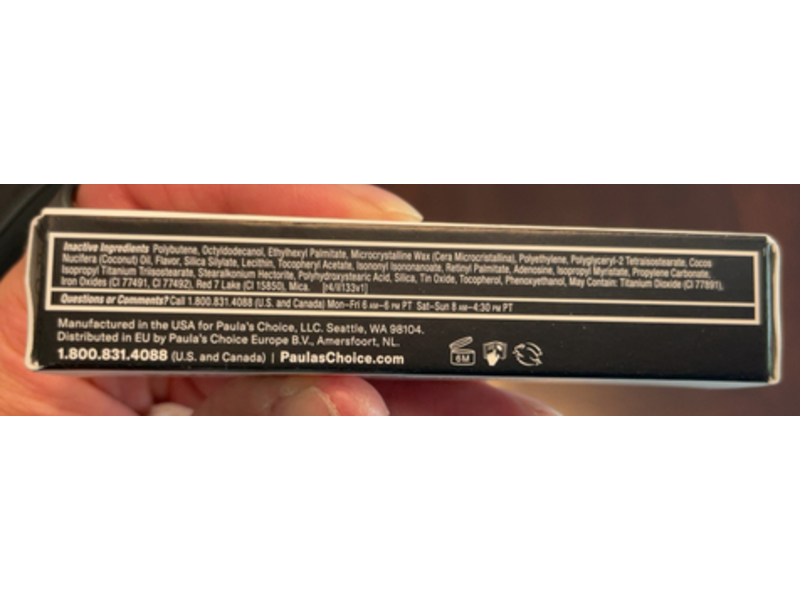 Inactive Ingredients Polybutene, Octyldodecanol, Ethylhexyl Palmitate, Microcrystalline Wax (Cera Microcristallina), Polyethylene, Polyglyceryl-2 Tetraisostearate, Cocos
Nucifera (Coconut) Oil, Flavor, Silica Silylate, Lecithin, Tocopheryl Acetate, Isononyl Isononanoate, Retinyl Palmitate, Adenosine, Isopropyl Myristate, Propylene Carbonate,
Isopropyl Titanium Triisostearate, Stearalkonium Hectorite, Polyhydroxystearic Acid, Silica, Tin Oxide, Tocopherol, Phenoxyethanol, May Contain: Titanium Dioxide (CI 77891),
Iron Oxides (CI 77491, CI 77492), Red 7 Lake (CI 15850), Mica. [r4/I/133v1]
Questions or Comments? Call 1.800.831.4088 (U.S. and Canada) Mon–Fri 6 AM–6 PM PT Sat–Sun 8 AM–4:30 PM PT
Manufactured in the USA for Paula's Choice, LLC. Seattle, WA 98104.
Distributed in EU by Paula's Choice Europe B.V., Amersfoort, NL.
1.800.831.4088 (U.S. and Canada) | PaulasChoice.com
6M